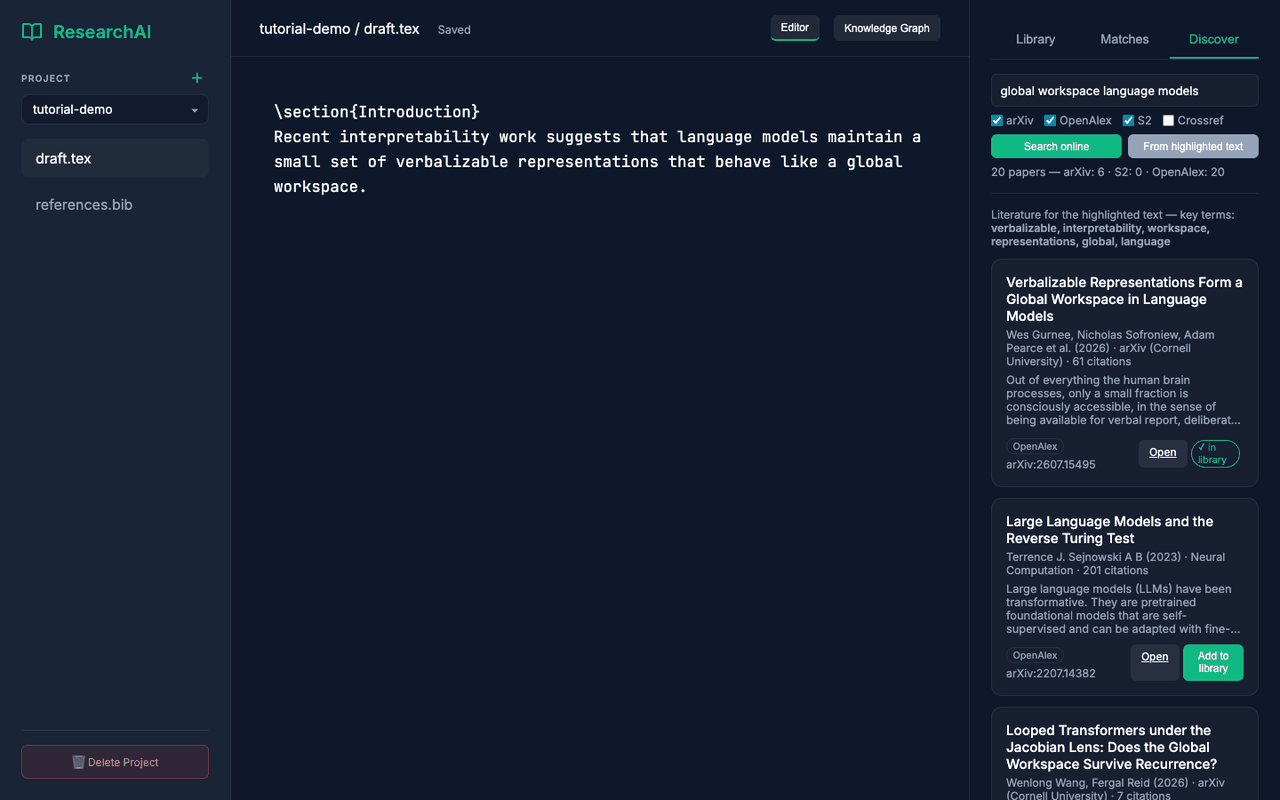 ResearchAI
PROJECT
+
tutorial-demo
draft.tex
references.bib
Delete Project
tutorial-demo / draft.tex Saved
Editor
Knowledge Graph
\section{Introduction}
Recent interpretability work suggests that language models maintain a
small set of verbalizable representations that behave like a global
workspace.
Library Matches Discover
global workspace language models
arXiv OpenAlex S2 Crossref
Search online From highlighted text
20 papers — arXiv: 6 · S2: 0 · OpenAlex: 20
Literature for the highlighted text — key terms:
verbalizable, interpretability, workspace,
representations, global, language
Verbalizable Representations Form a
Global Workspace in Language
Models
Wes Gurnee, Nicholas Sofroniew, Adam
Pearce et al. (2026) · arXiv (Cornell
University) · 61 citations
Out of everything the human brain
processes, only a small fraction is
consciously accessible, in the sense of
being available for verbal report, deliberat...
OpenAlex
arXiv:2607.15495
Open
✓ in
library
Large Language Models and the
Reverse Turing Test
Terrence J. Sejnowski A B (2023) · Neural
Computation · 201 citations
Large language models (LLMs) have been
transformative. They are pretrained
foundational models that are self-
supervised and can be adapted with fine-...
OpenAlex
arXiv:2207.14382
Open
Add to
library
Looped Transformers under the
Jacobian Lens: Does the Global
Workspace Survive Recurrence?
Wenlong Wang, Fergal Reid (2026) · arXiv
(Cornell University) · 7 citations